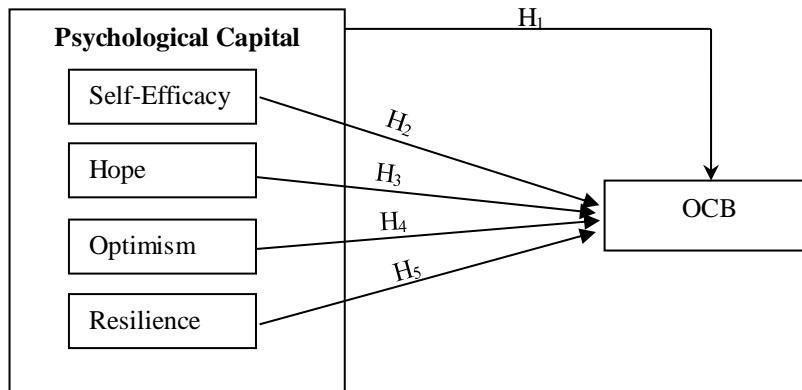 H₁
Psychological Capital
Self-Efficacy
H₂
Hope
H₃
OCB
Optimism
H₄
H₅
Resilience